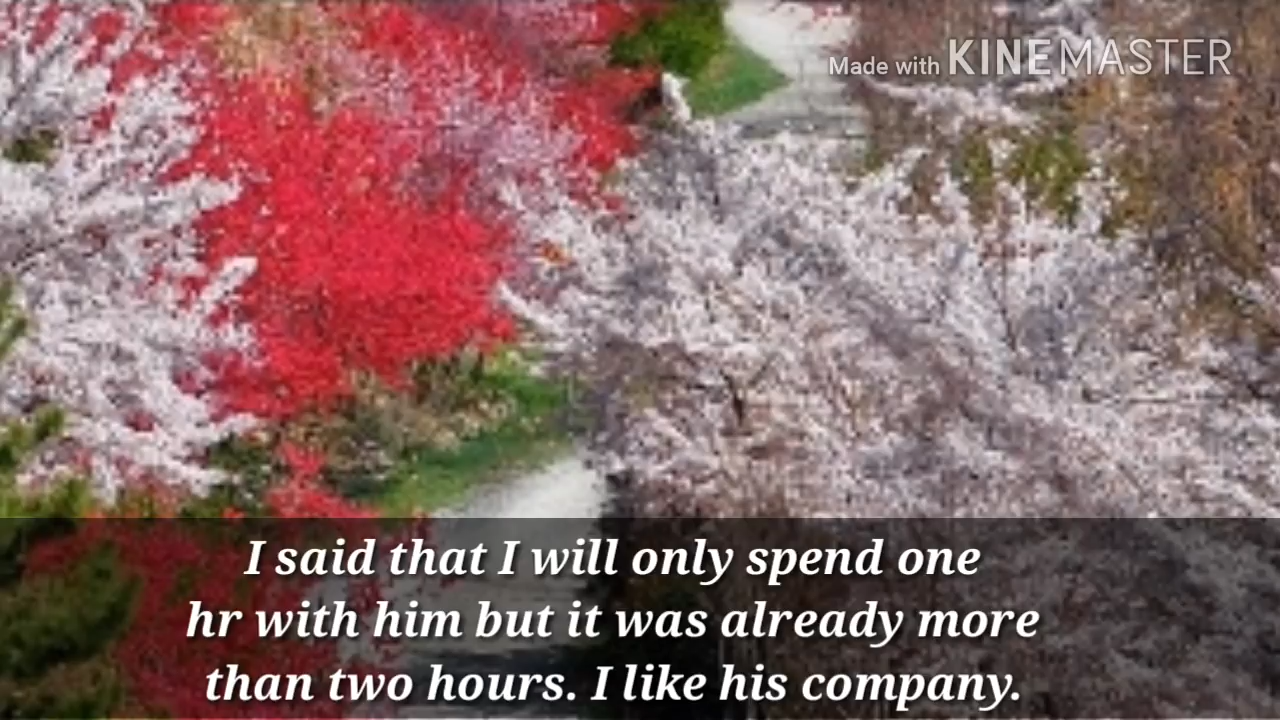 Made with KINEMASTER
I said that I will only spend one
hr with him but it was already more
than two hours. I like his company.